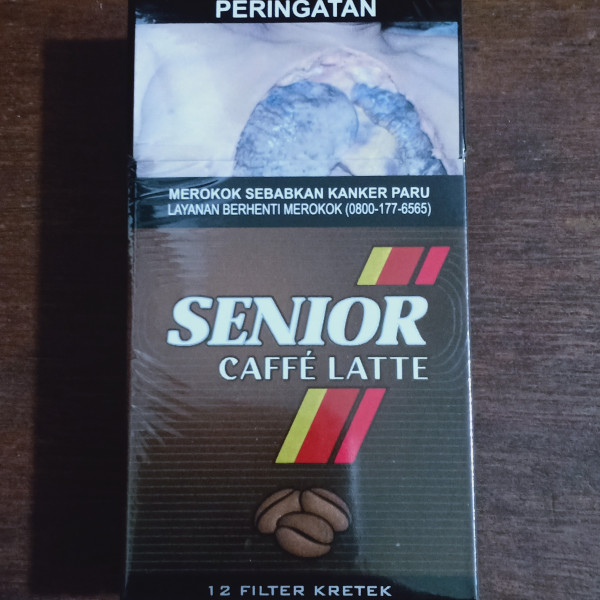 PERINGATAN
MEROKOK SEBABKAN KANKER PARU
LAYANAN BERHENTI MEROKOK (0800-177-6565)
SENIOR
CAFFÉ LATTE
12 FILTER KRETEK